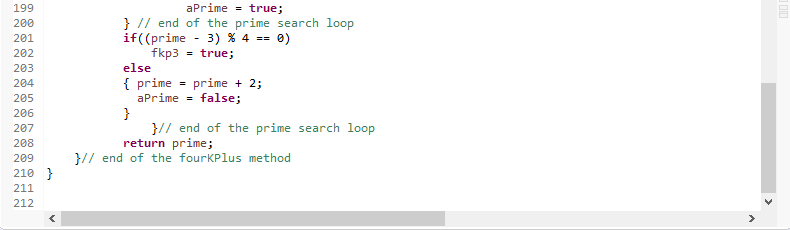 199 aPrime = true;
200 } // end of the prime search loop
201 if((prime - 3) % 4 == 0)
202 fkp3 = true;
203 else
204 { prime = prime + 2;
205 aPrime = false;
206 }
207 }// end of the prime search loop
208 return prime;
209 }// end of the fourKPlus method
210 }
211
212